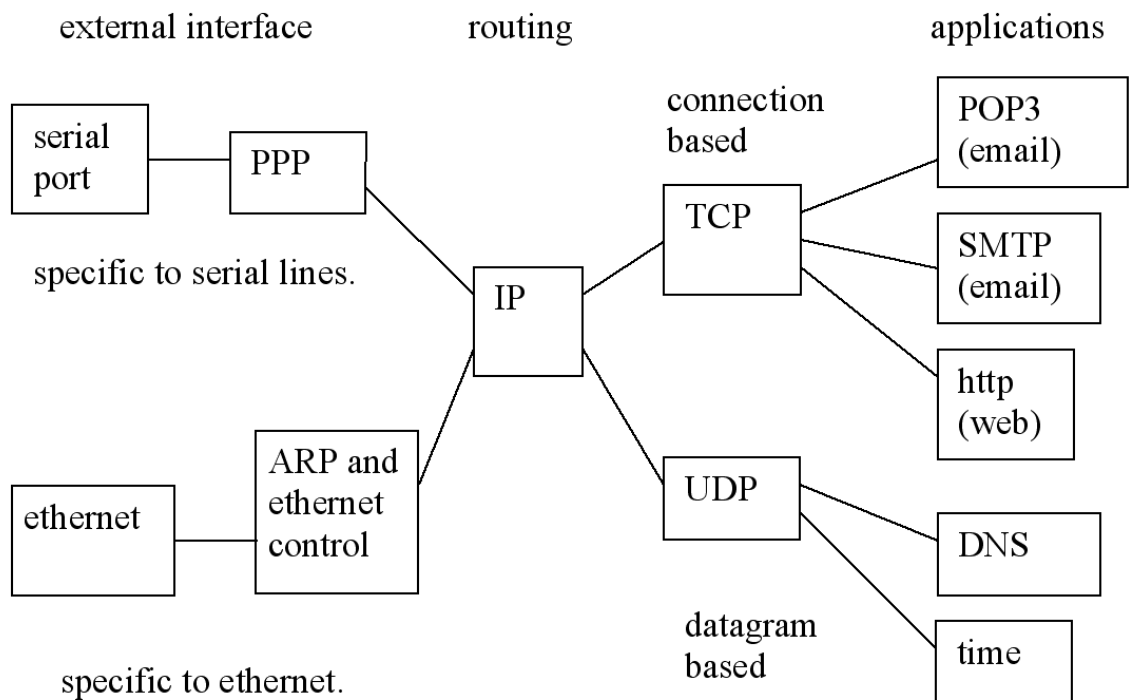 external interface
routing
applications
connection
based
POP3
(email)
serial
port
PPP
TCP
SMTP
(email)
specific to serial lines.
IP
http
(web)
ARP and
ethernet
control
ethernet
UDP
DNS
datagram
based
time
specific to ethernet.